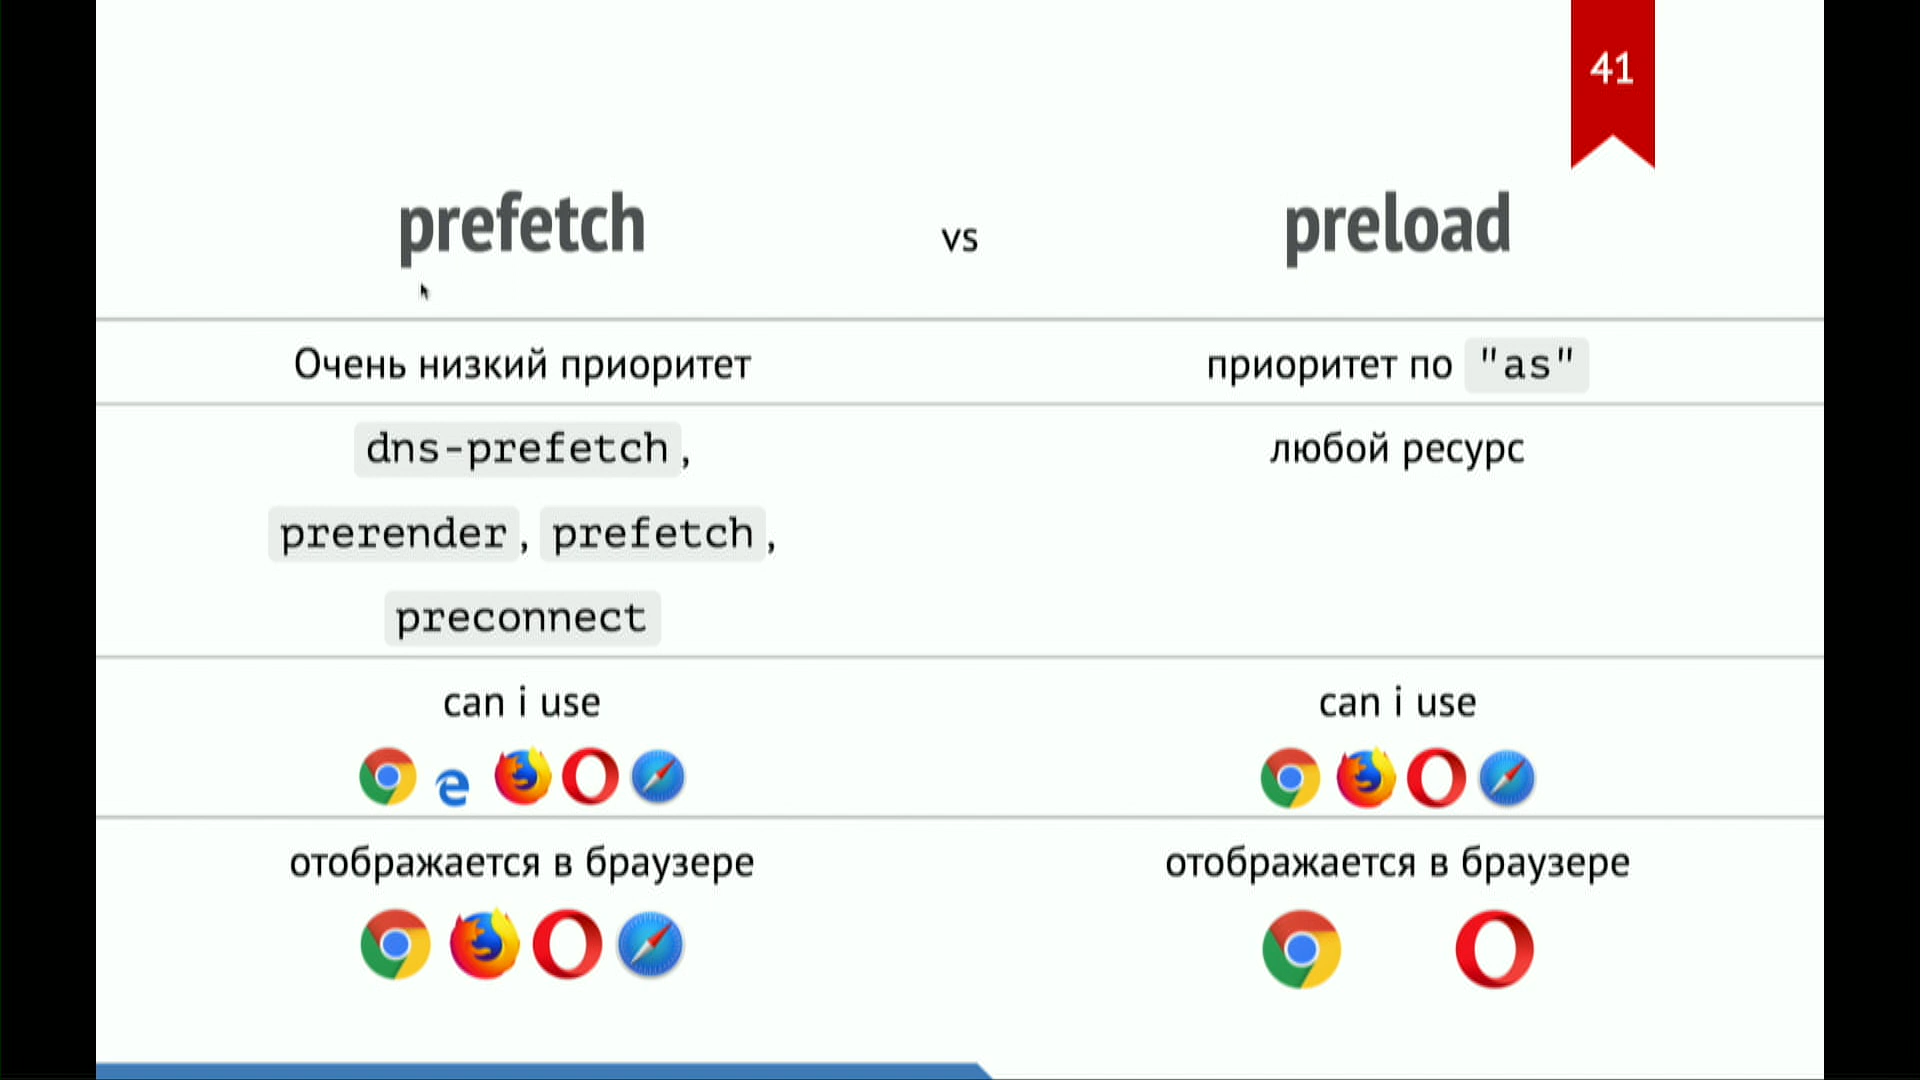 41
prefetch vs preload
Очень низкий приоритет приоритет по "as"
dns-prefetch, любой ресурс
prerender, prefetch,
preconnect
can i use can i use
отображается в браузере отображается в браузере